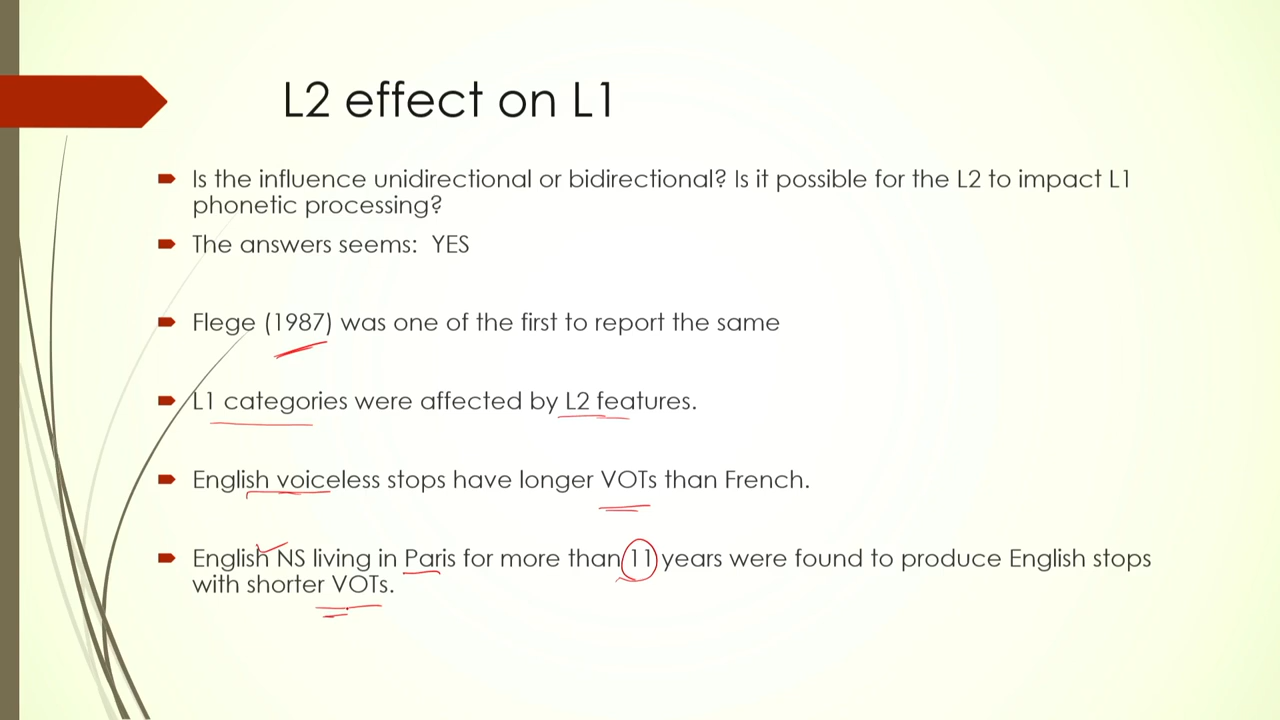 L2 effect on L1
Is the influence unidirectional or bidirectional? Is it possible for the L2 to impact L1
phonetic processing?
The answers seems: YES
Flege (1987) was one of the first to report the same
L1 categories were affected by L2 features.
English voiceless stops have longer VOTs than French.
English NS living in Paris for more than 11 years were found to produce English stops
with shorter VOTs.